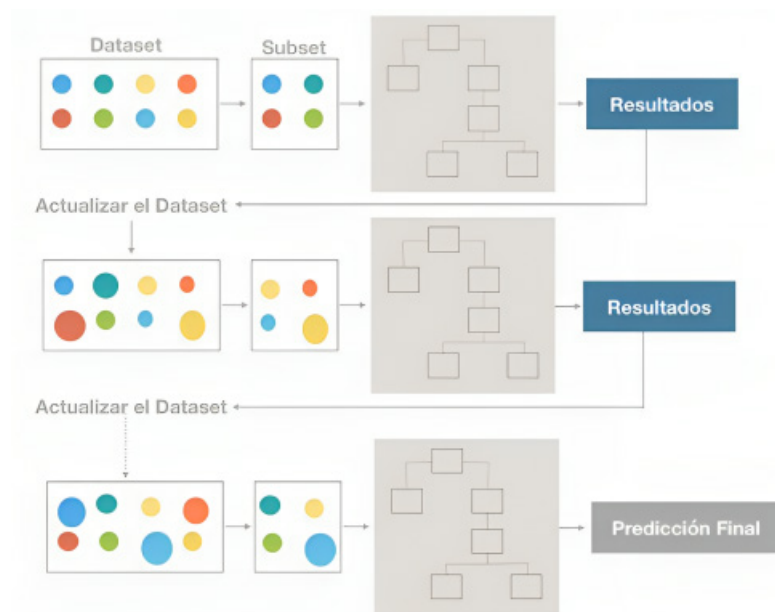 Dataset
Subset
Resultados
Actualizar el Dataset
Resultados
Actualizar el Dataset
Predicción Final